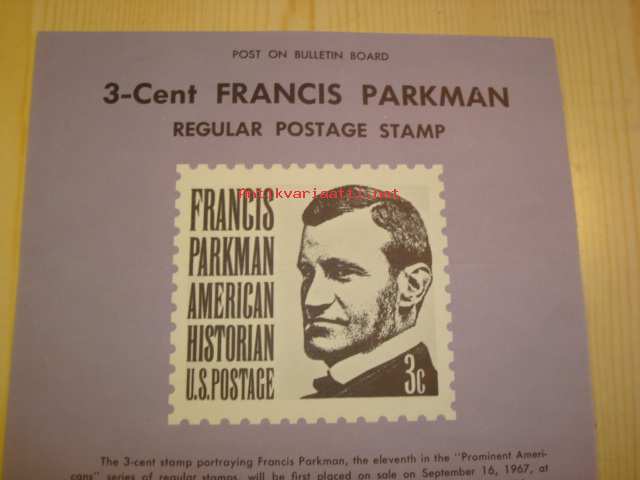 POST ON BULLETIN BOARD
3-Cent FRANCIS PARKMAN
REGULAR POSTAGE STAMP
Antikvariaatti.net
FRANCIS
PARKMAN
AMERICAN
HISTORIAN
U.S. POSTAGE
3c
The 3-cent stamp portraying Francis Parkman, the eleventh in the "Prominent Ameri-
cans" series of regular stamps, will be first placed on sale on September 16, 1967, at